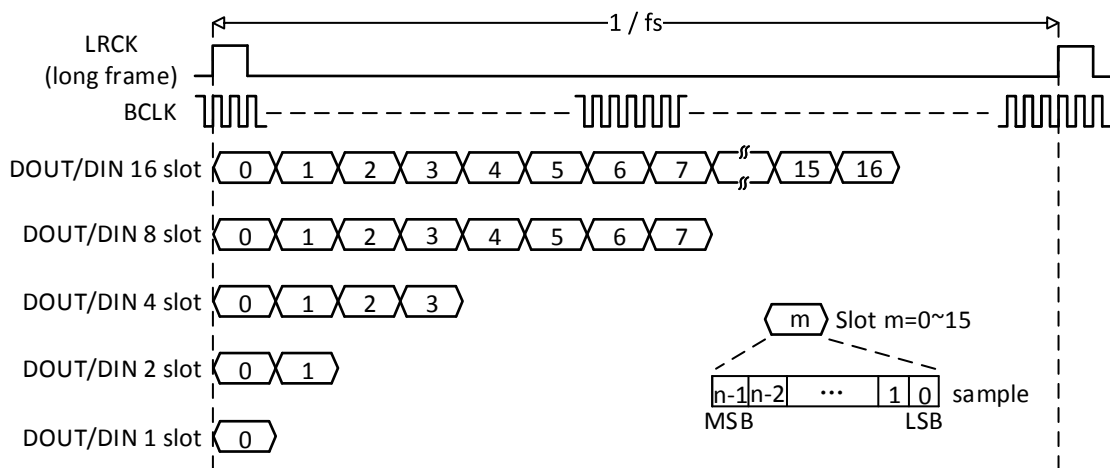 1 / fs
LRCK
(long frame)
BCLK
DOUT/DIN 16 slot 0 1 2 3 4 5 6 7 15 16
DOUT/DIN 8 slot 0 1 2 3 4 5 6 7
DOUT/DIN 4 slot 0 1 2 3
m Slot m=0~15
DOUT/DIN 2 slot 0 1
n-1 n-2 ··· 1 0 sample
MSB LSB
DOUT/DIN 1 slot 0